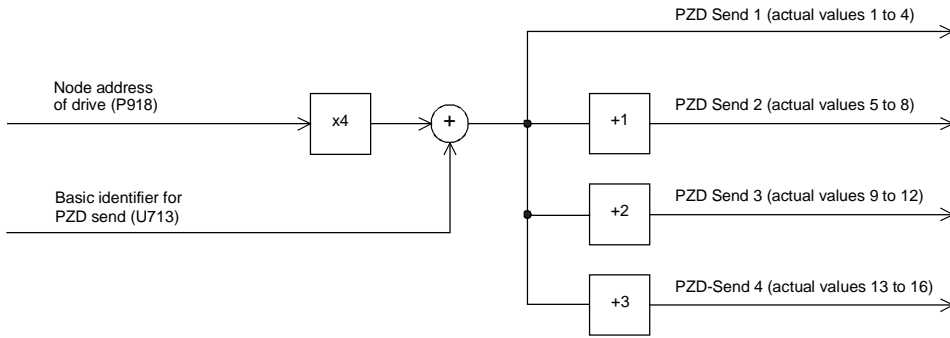 PZD Send 1 (actual values 1 to 4)
Node address
of drive (P918)
x4
+
+1
PZD Send 2 (actual values 5 to 8)
Basic identifier for
PZD send (U713)
+2
PZD Send 3 (actual values 9 to 12)
+3
PZD-Send 4 (actual values 13 to 16)